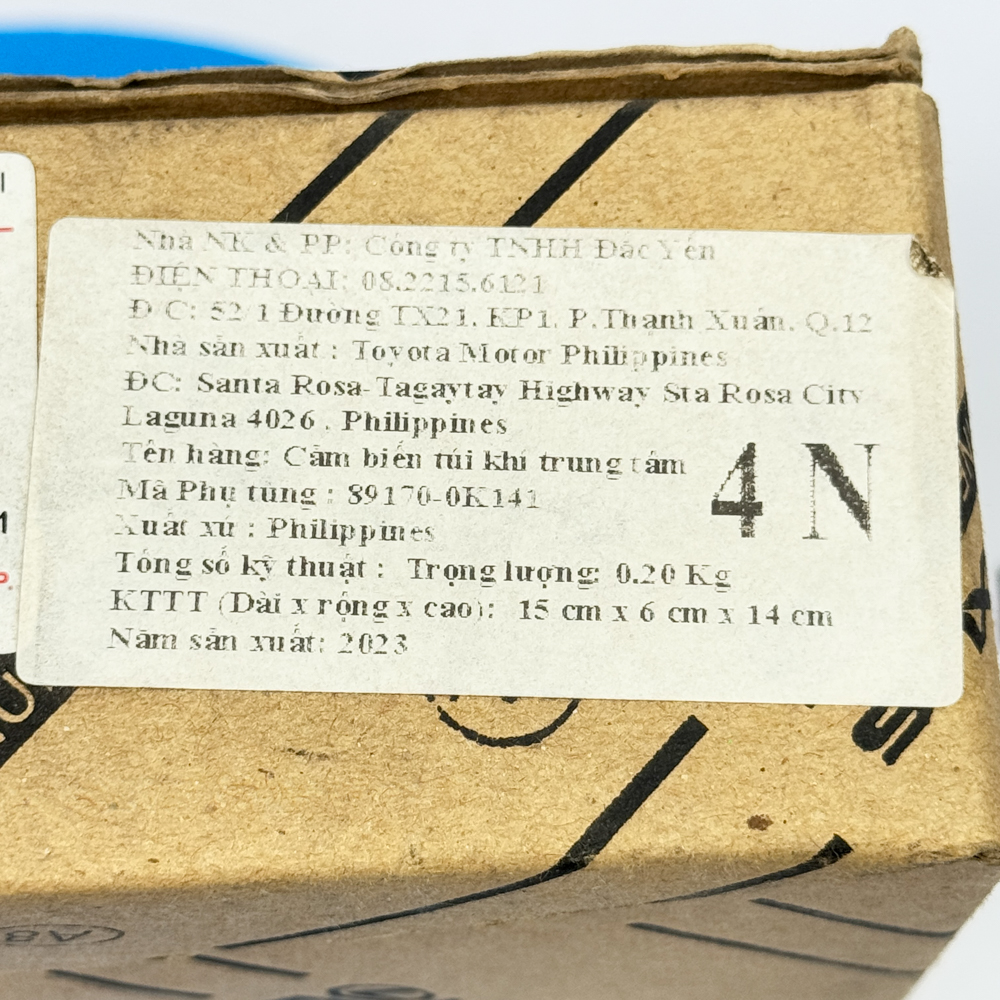 Nhà NK & PP: Công ty TNHH Đắc Yến
ĐIỆN THOẠI: 08.2215.6121
Đ/C: 52/1 Đường TX21, KP1, P.Thạnh Xuân, Q.12
Nhà sản xuất : Toyota Motor Philippines
ĐC: Santa Rosa-Tagaytay Highway Sta Rosa City
Laguna 4026 , Philippines
Tên hàng: Cảm biến túi khí trung tâm
Mã Phụ tùng : 89170-0K141
4 N
Xuất xứ : Philippines
Tổng số kỹ thuật : Trọng lượng: 0.20 Kg
KTTT (Dài x rộng x cao): 15 cm x 6 cm x 14 cm
Năm sản xuất: 2023